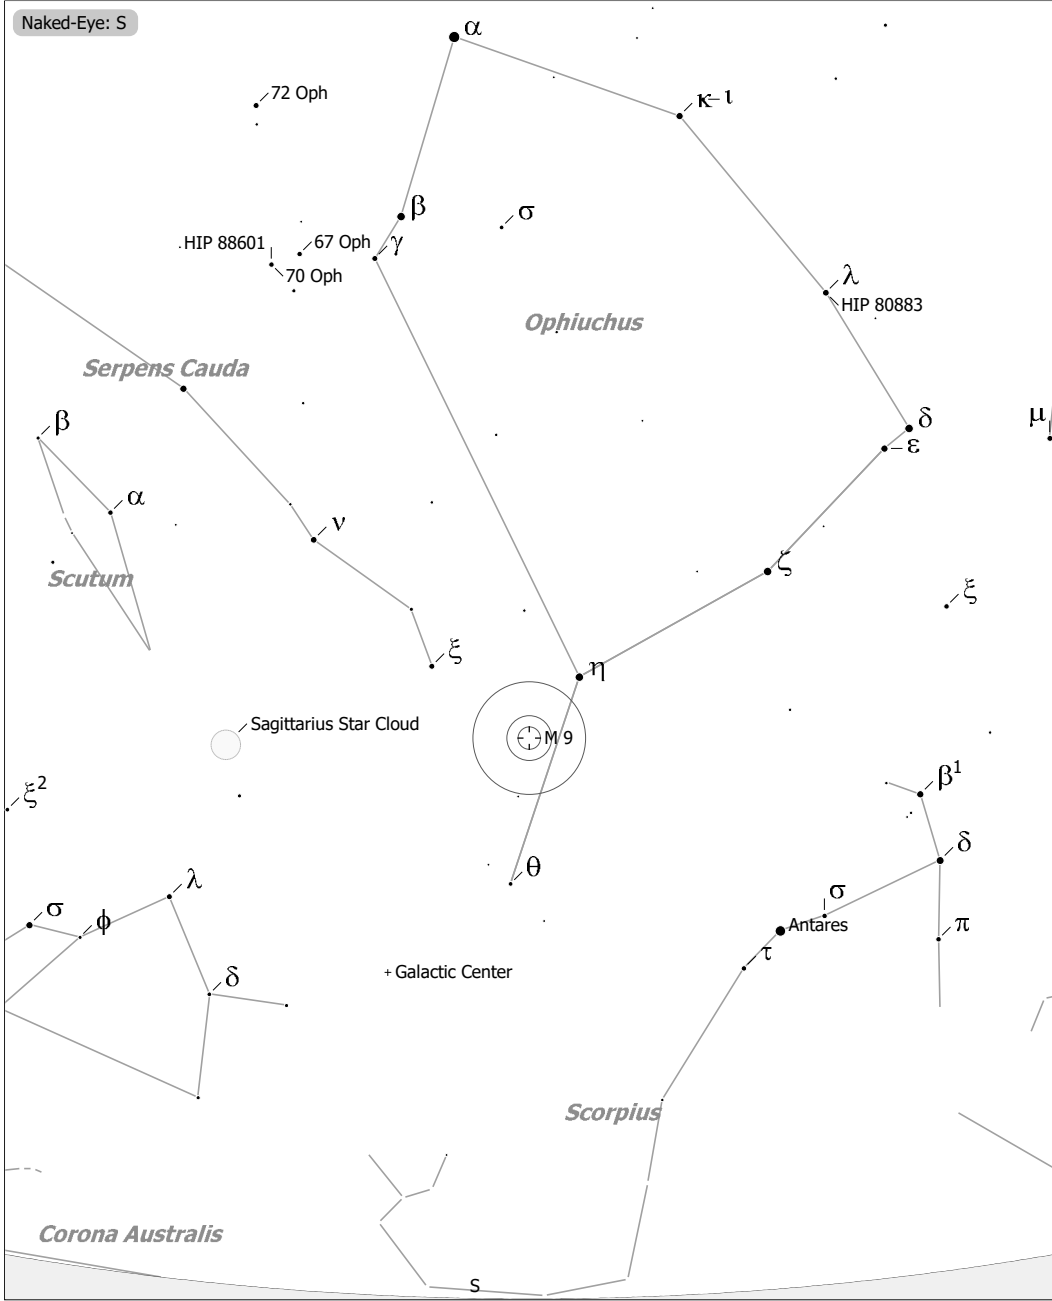 Naked-Eye: S
α
72 Oph
κ–ι
β
σ
γ
HIP 88601
67 Oph
70 Oph
λ
HIP 80883
Ophiuchus
Serpens Cauda
β
δ
μ
ε
α
ν
ζ
Scutum
ξ
ξ
η
Sagittarius Star Cloud
M 9
ξ²
β¹
δ
θ
λ
σ
σ
φ
Antares
π
τ
δ
Galactic Center
Scorpius
Corona Australis
S